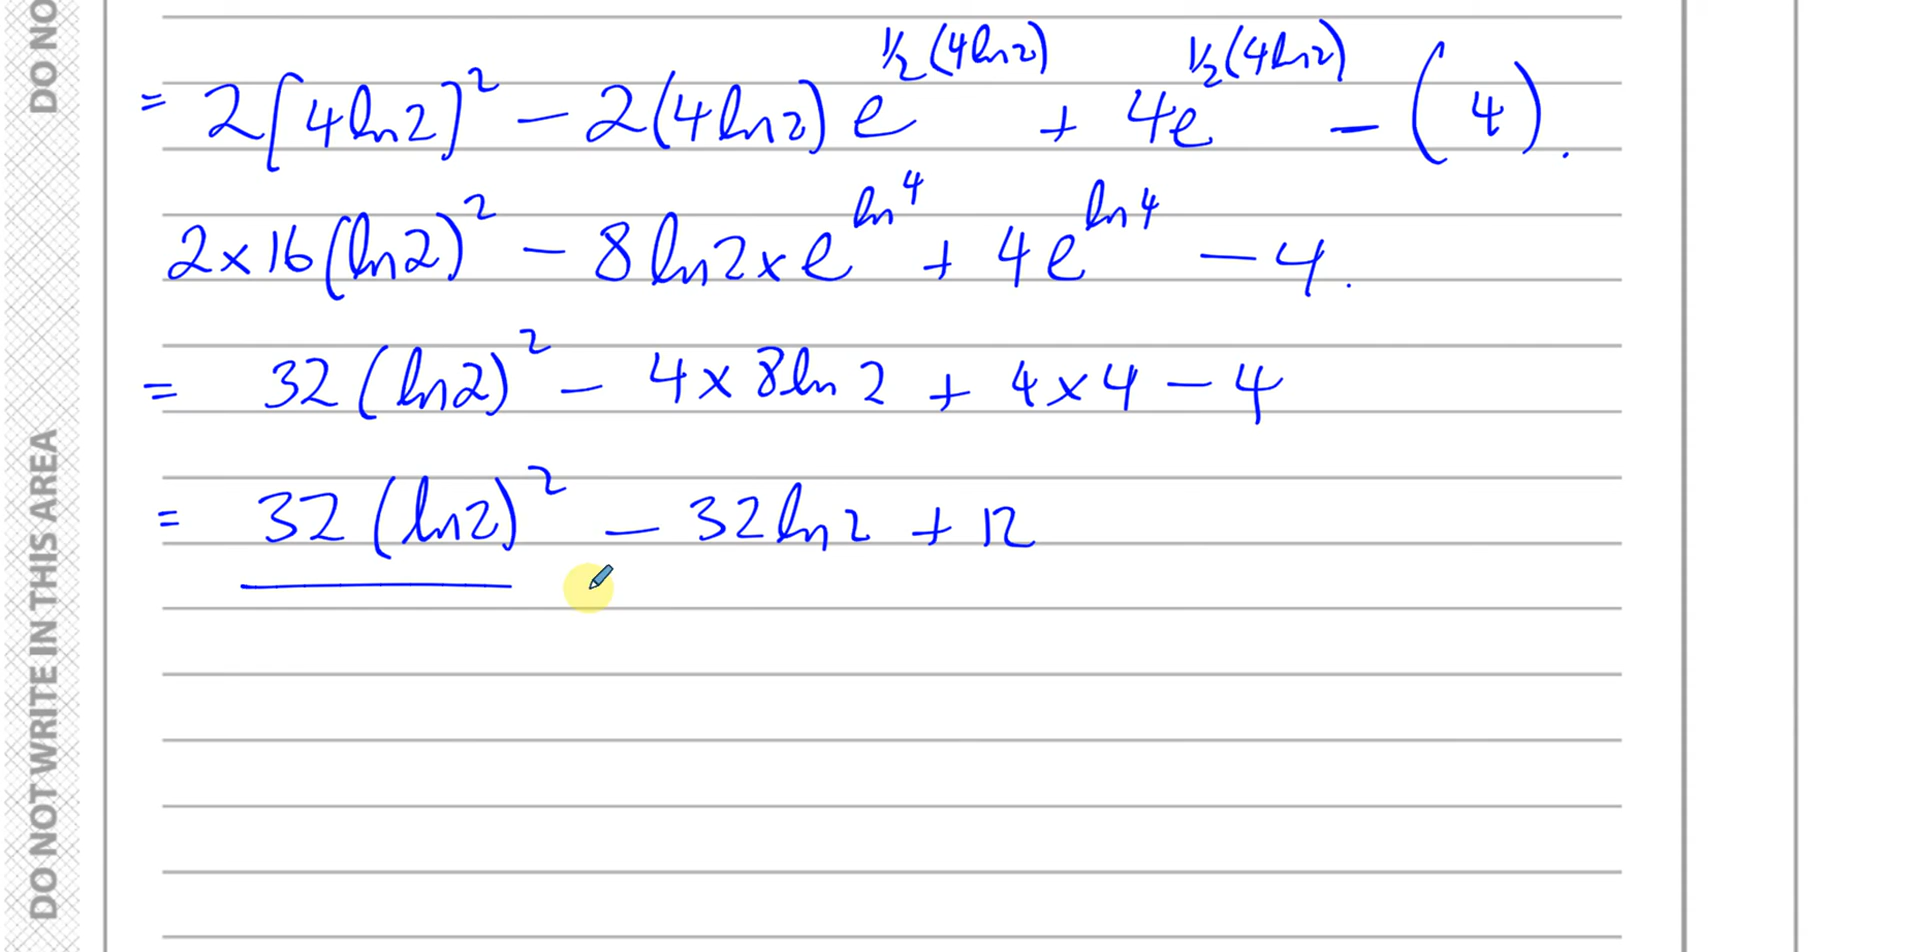 DO NO
DO NOT WRITE IN THIS AREA
= 2[4ln2]² - 2(4ln2)e^½(4ln2) + 4e^½(4ln2) - (4).
2×16(ln2)² - 8ln2×e^ln4 + 4e^ln4 - 4.
= 32(ln2)² - 4×8ln2 + 4×4 - 4
= 32(ln2)² - 32ln2 + 12